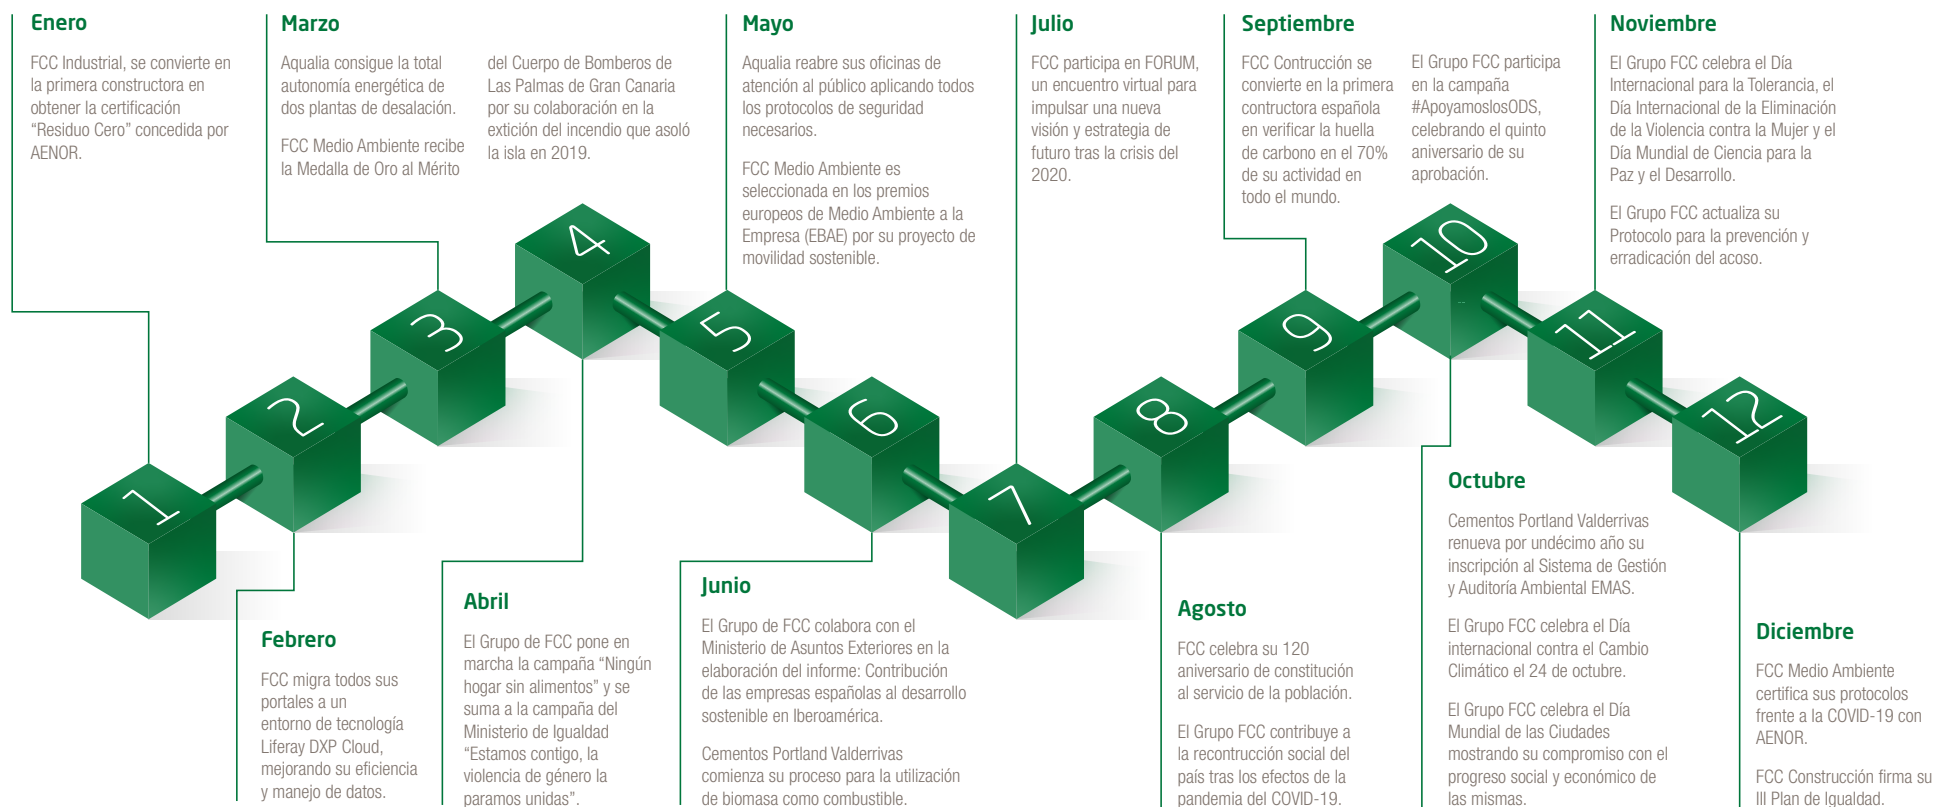 Enero
FCC Industrial, se convierte en
la primera constructora en
obtener la certificación
“Residuo Cero” concedida por
AENOR.
Marzo
Aqualia consigue la total
autonomía energética de
dos plantas de desalación.
FCC Medio Ambiente recibe
la Medalla de Oro al Mérito
del Cuerpo de Bomberos de
Las Palmas de Gran Canaria
por su colaboración en la
extición del incendio que asoló
la isla en 2019.
Mayo
Aqualia reabre sus oficinas de
atención al público aplicando todos
los protocolos de seguridad
necesarios.
FCC Medio Ambiente es
seleccionada en los premios
europeos de Medio Ambiente a la
Empresa (EBAE) por su proyecto de
movilidad sostenible.
Julio
FCC participa en FORUM,
un encuentro virtual para
impulsar una nueva
visión y estrategia de
futuro tras la crisis del
2020.
Septiembre
FCC Contrucción se
convierte en la primera
contructora española
en verificar la huella
de carbono en el 70%
de su actividad en
todo el mundo.
El Grupo FCC participa
en la campaña
#ApoyamoslosODS,
celebrando el quinto
aniversario de su
aprobación.
Noviembre
El Grupo FCC celebra el Día
Internacional para la Tolerancia, el
Día Internacional de la Eliminación
de la Violencia contra la Mujer y el
Día Mundial de Ciencia para la
Paz y el Desarrollo.
El Grupo FCC actualiza su
Protocolo para la prevención y
erradicación del acoso.
1
2
3
4
5
6
7
8
9
10
11
12
Febrero
FCC migra todos sus
portales a un
entorno de tecnología
Liferay DXP Cloud,
mejorando su eficiencia
y manejo de datos.
Abril
El Grupo de FCC pone en
marcha la campaña “Ningún
hogar sin alimentos” y se
suma a la campaña del
Ministerio de Igualdad
“Estamos contigo, la
violencia de género la
paramos unidas”.
Junio
El Grupo de FCC colabora con el
Ministerio de Asuntos Exteriores en la
elaboración del informe: Contribución
de las empresas españolas al desarrollo
sostenible en Iberoamérica.
Cementos Portland Valderrivas
comienza su proceso para la utilización
de biomasa como combustible.
Agosto
FCC celebra su 120
aniversario de constitución
al servicio de la población.
El Grupo FCC contribuye a
la recontrucción social del
país tras los efectos de la
pandemia del COVID-19.
Octubre
Cementos Portland Valderrivas
renueva por undécimo año su
inscripción al Sistema de Gestión
y Auditoría Ambiental EMAS.
El Grupo FCC celebra el Día
internacional contra el Cambio
Climático el 24 de octubre.
El Grupo FCC celebra el Día
Mundial de las Ciudades
mostrando su compromiso con el
progreso social y económico de
las mismas.
Diciembre
FCC Medio Ambiente
certifica sus protocolos
frente a la COVID-19 con
AENOR.
FCC Construcción firma su
III Plan de Igualdad.